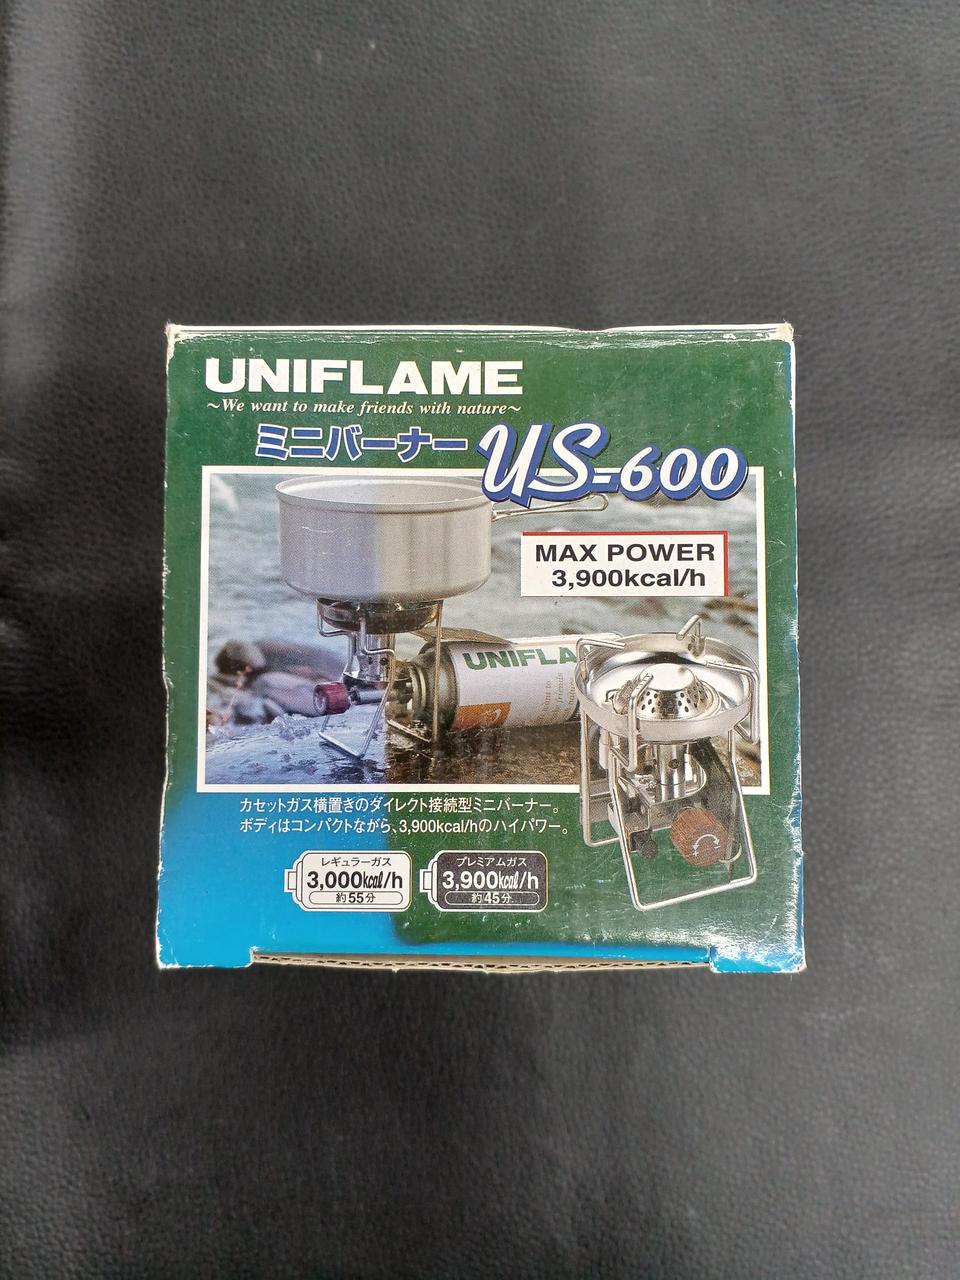 UNIFLAME
~We want to make friends with nature~
ミニバーナー US-600
MAX POWER
3,900kcal/h
UNIFLA
カセットガス横置きのダイレクト接続型ミニバーナー。
ボディはコンパクトながら、3,900kcal/hのハイパワー。
レギュラーガス
3,000kcal/h
約55分
プレミアムガス
3,900kcal/h
約45分